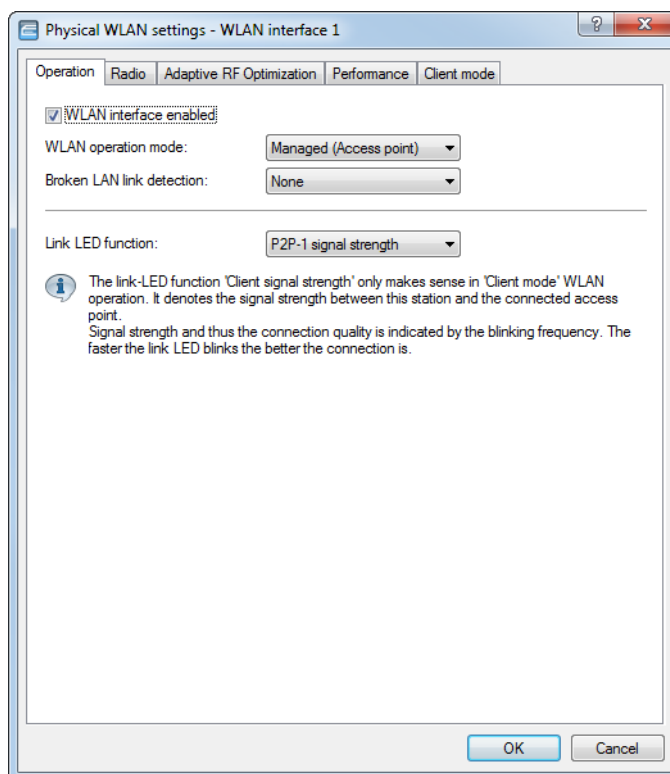 Physical WLAN settings - WLAN interface 1
?
X
Operation
Radio
Adaptive RF Optimization
Performance
Client mode
WLAN interface enabled
WLAN operation mode:
Managed (Access point)
Broken LAN link detection:
None
Link LED function:
P2P-1 signal strength
The link-LED function 'Client signal strength' only makes sense in 'Client mode' WLAN
operation. It denotes the signal strength between this station and the connected access
point.
Signal strength and thus the connection quality is indicated by the blinking frequency. The
faster the link LED blinks the better the connection is.
OK
Cancel